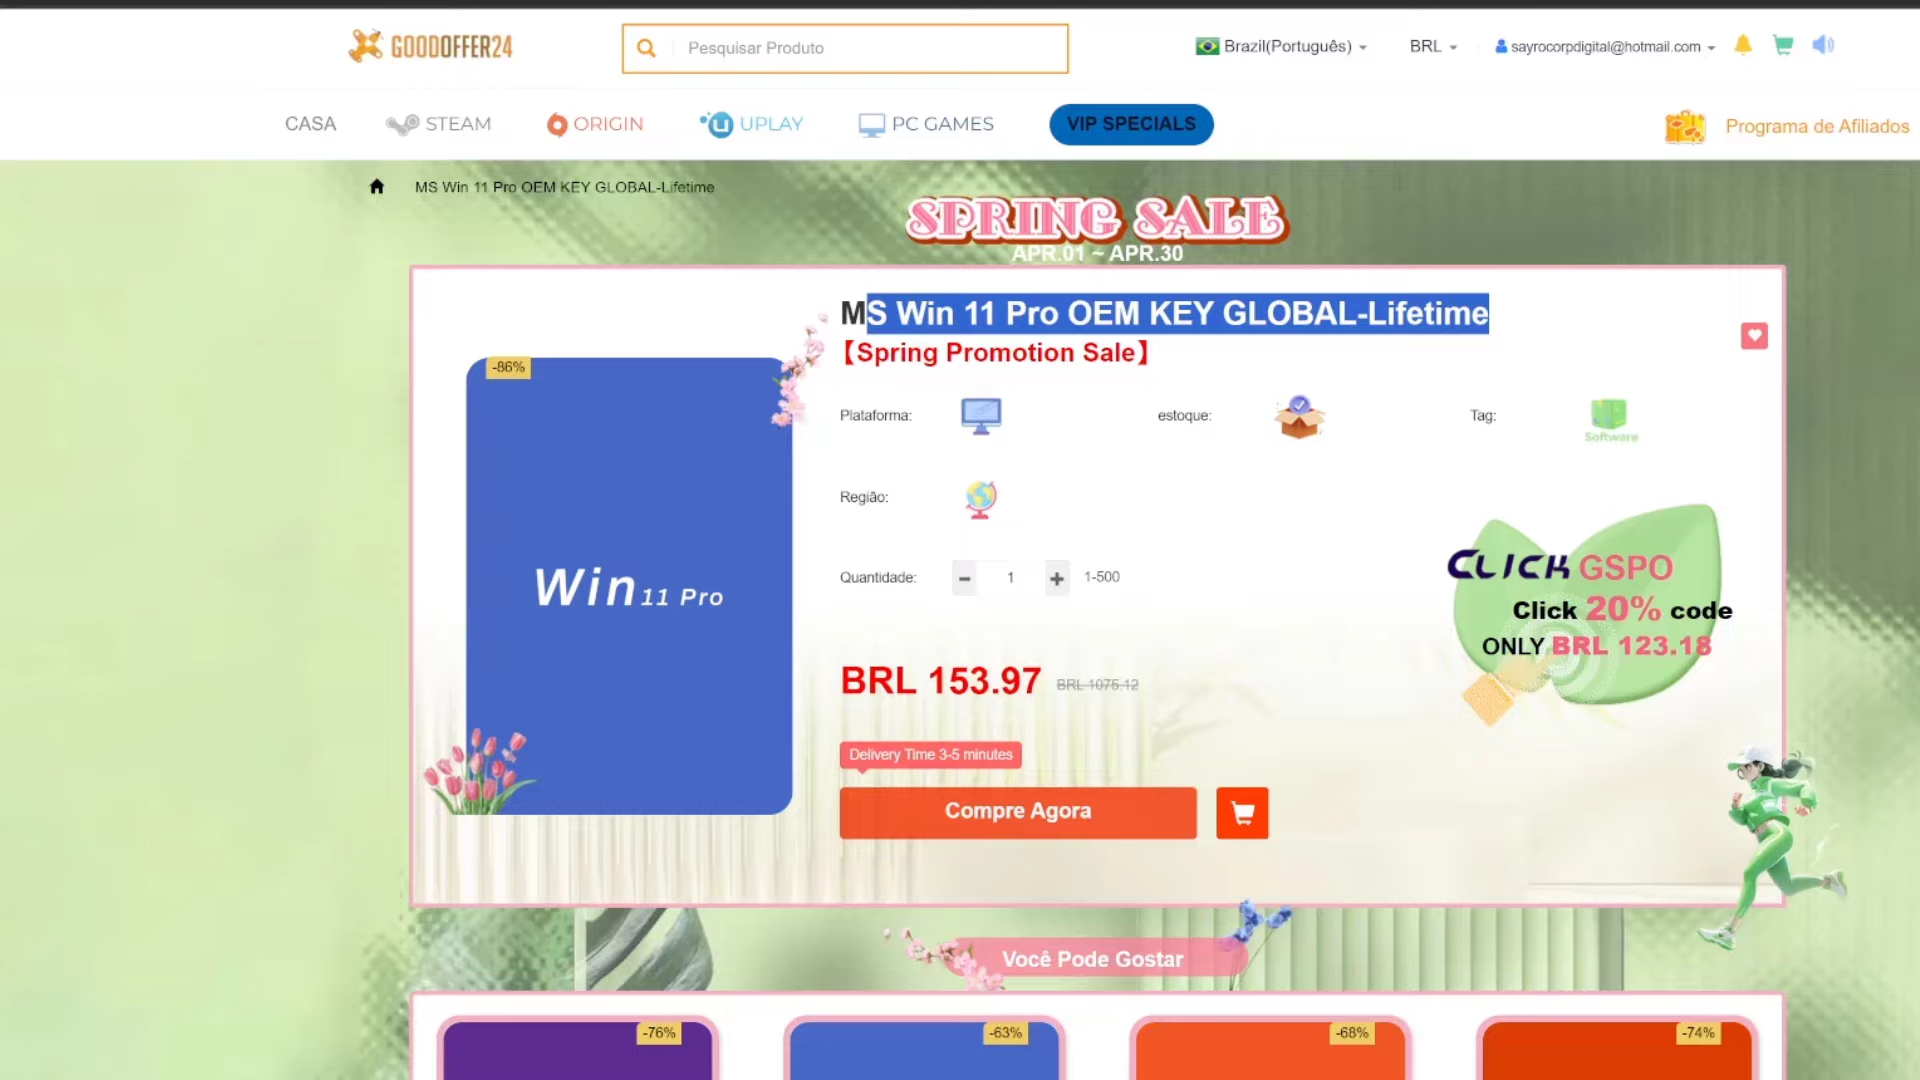 GOODOFFER24
Pesquisar Produto
Brazil(Português)
BRL
sayrocorpdigital@hotmail.com
CASA
STEAM
ORIGIN
UPLAY
PC GAMES
VIP SPECIALS
Programa de Afiliados
MS Win 11 Pro OEM KEY GLOBAL-Lifetime
SPRING SALE
APR.01 ~ APR.30
MS Win 11 Pro OEM KEY GLOBAL-Lifetime
【Spring Promotion Sale】
-86%
Win 11 Pro
Plataforma:
estoque:
Tag:
Software
Região:
Quantidade:
- 1 +
1-500
CLICK GSPO
Click 20% code
ONLY BRL 123.18
BRL 153.97
BRL 1075.12
Delivery Time 3-5 minutes
Compre Agora
Você Pode Gostar
-76%
-63%
-68%
-74%